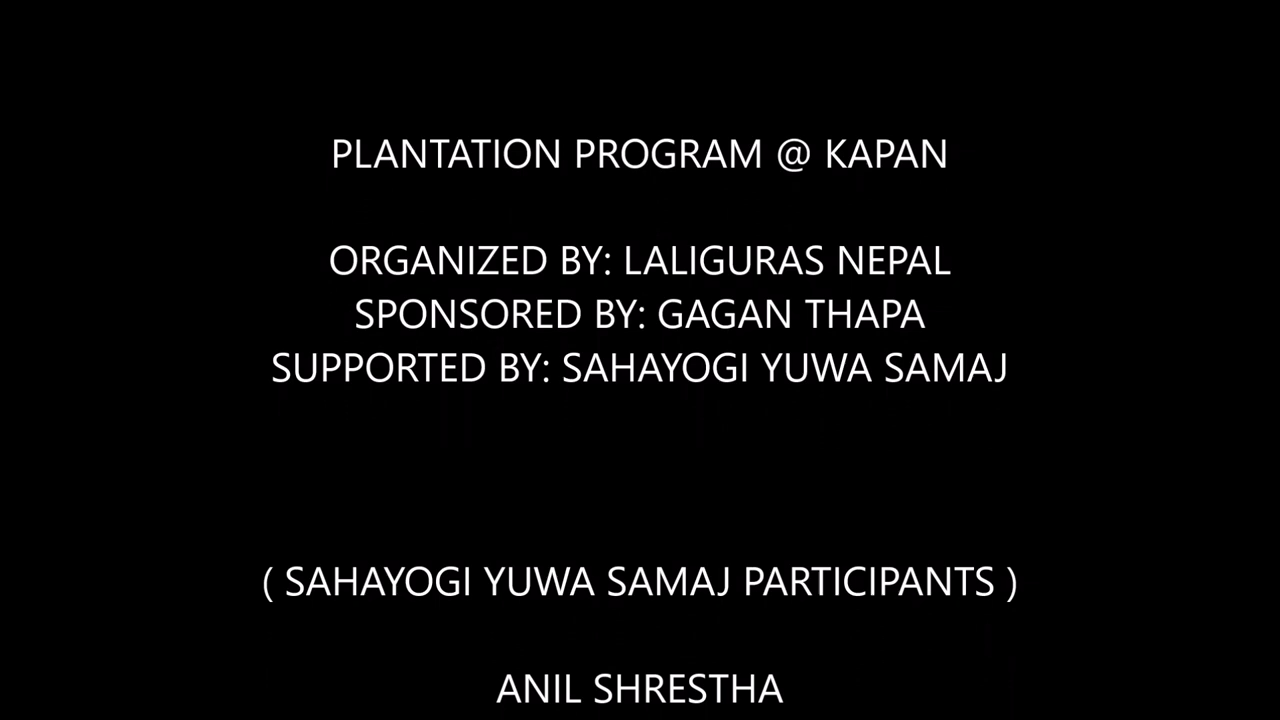 PLANTATION PROGRAM @ KAPAN
ORGANIZED BY: LALIGURAS NEPAL
SPONSORED BY: GAGAN THAPA
SUPPORTED BY: SAHAYOGI YUWA SAMAJ
( SAHAYOGI YUWA SAMAJ PARTICIPANTS )
ANIL SHRESTHA